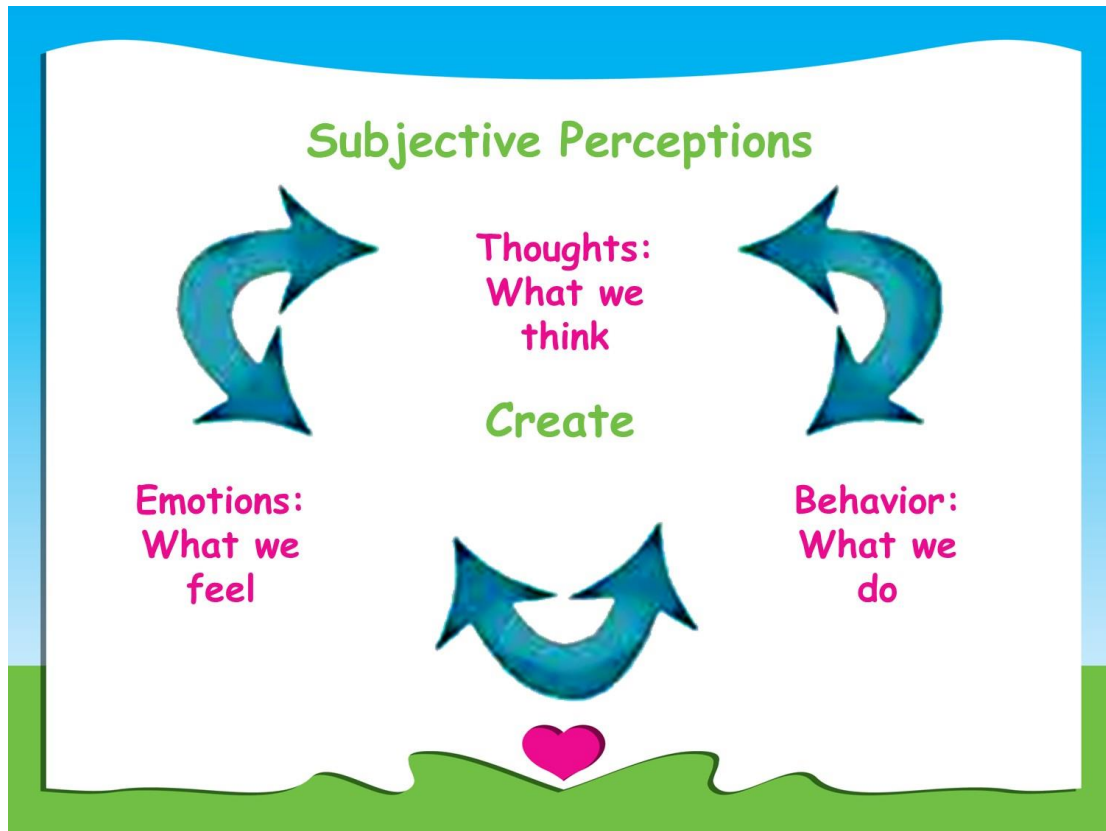 Subjective Perceptions
Thoughts:
What we
think
Create
Emotions:
What we
feel
Behavior:
What we
do